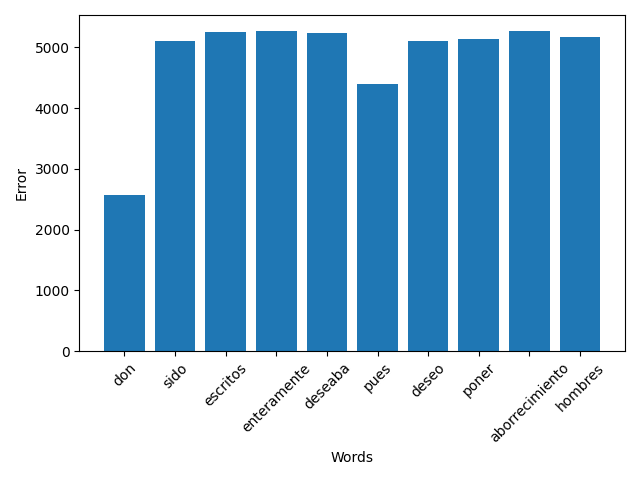 Error
5000
4000
3000
2000
1000
0
don
sido
escritos
enteramente
deseaba
pues
deseo
poner
aborrecimiento
hombres
Words